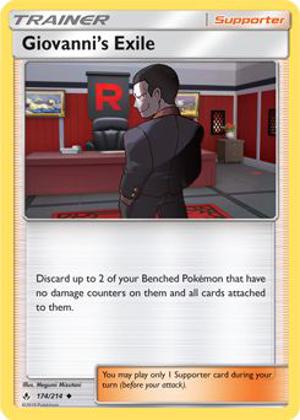 TRAINER
Supporter
Giovanni's Exile
R
Discard up to 2 of your Benched Pokémon that have
no damage counters on them and all cards attached
to them.
Illus. Megumi Mizutani
174/214
You may play only 1 Supporter card during your
turn (before your attack).
©2019 Pokémon